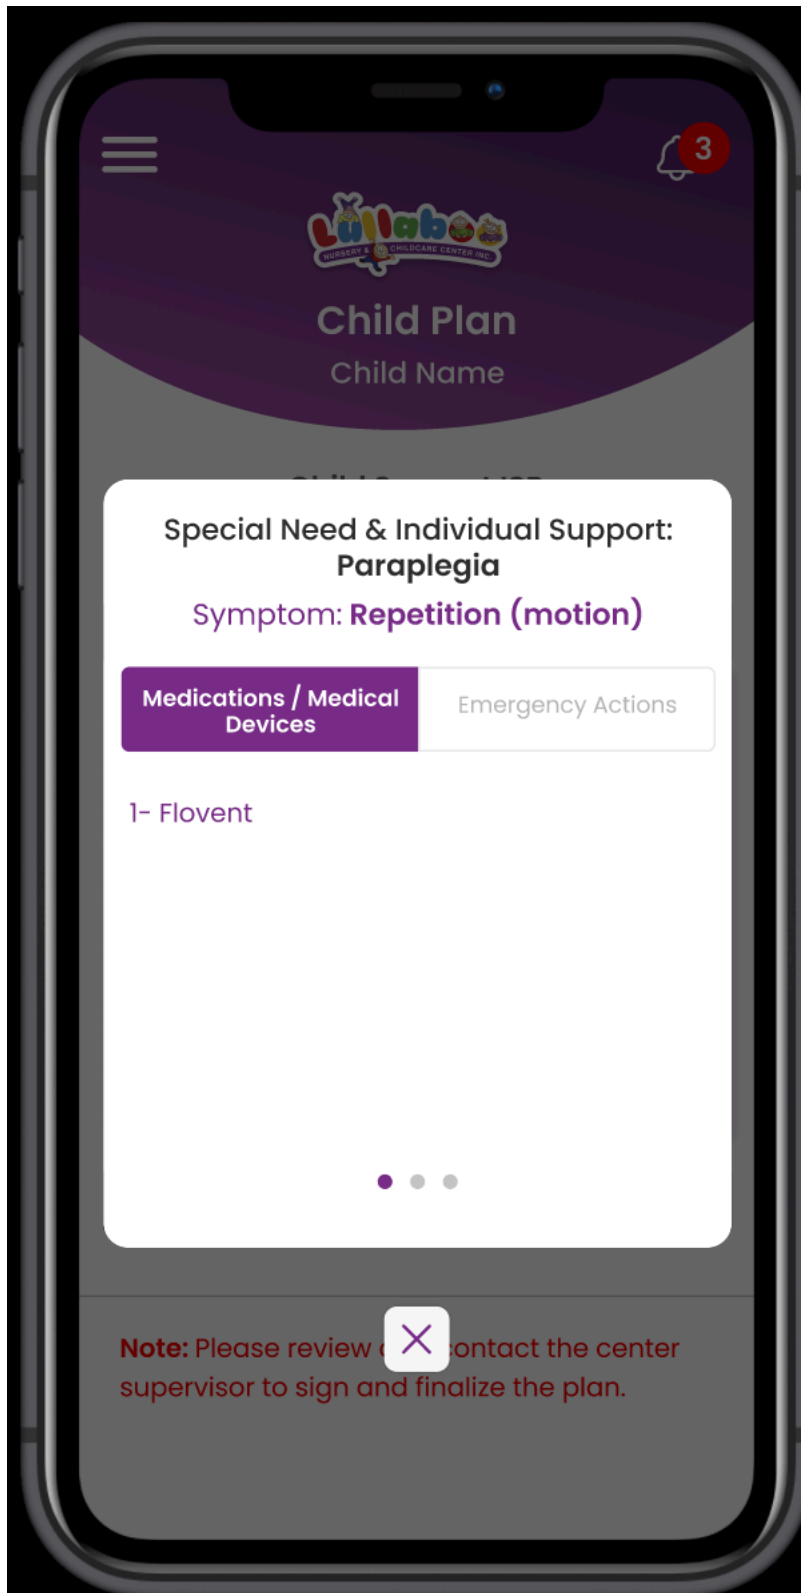 3
Lullaboo
NURSERY & CHILDCARE CENTER INC.
Child Plan
Child Name
Special Need & Individual Support:
Paraplegia
Symptom: Repetition (motion)
Medications / Medical
Devices
Emergency Actions
1- Flovent
Note: Please review contact the center
supervisor to sign and finalize the plan.